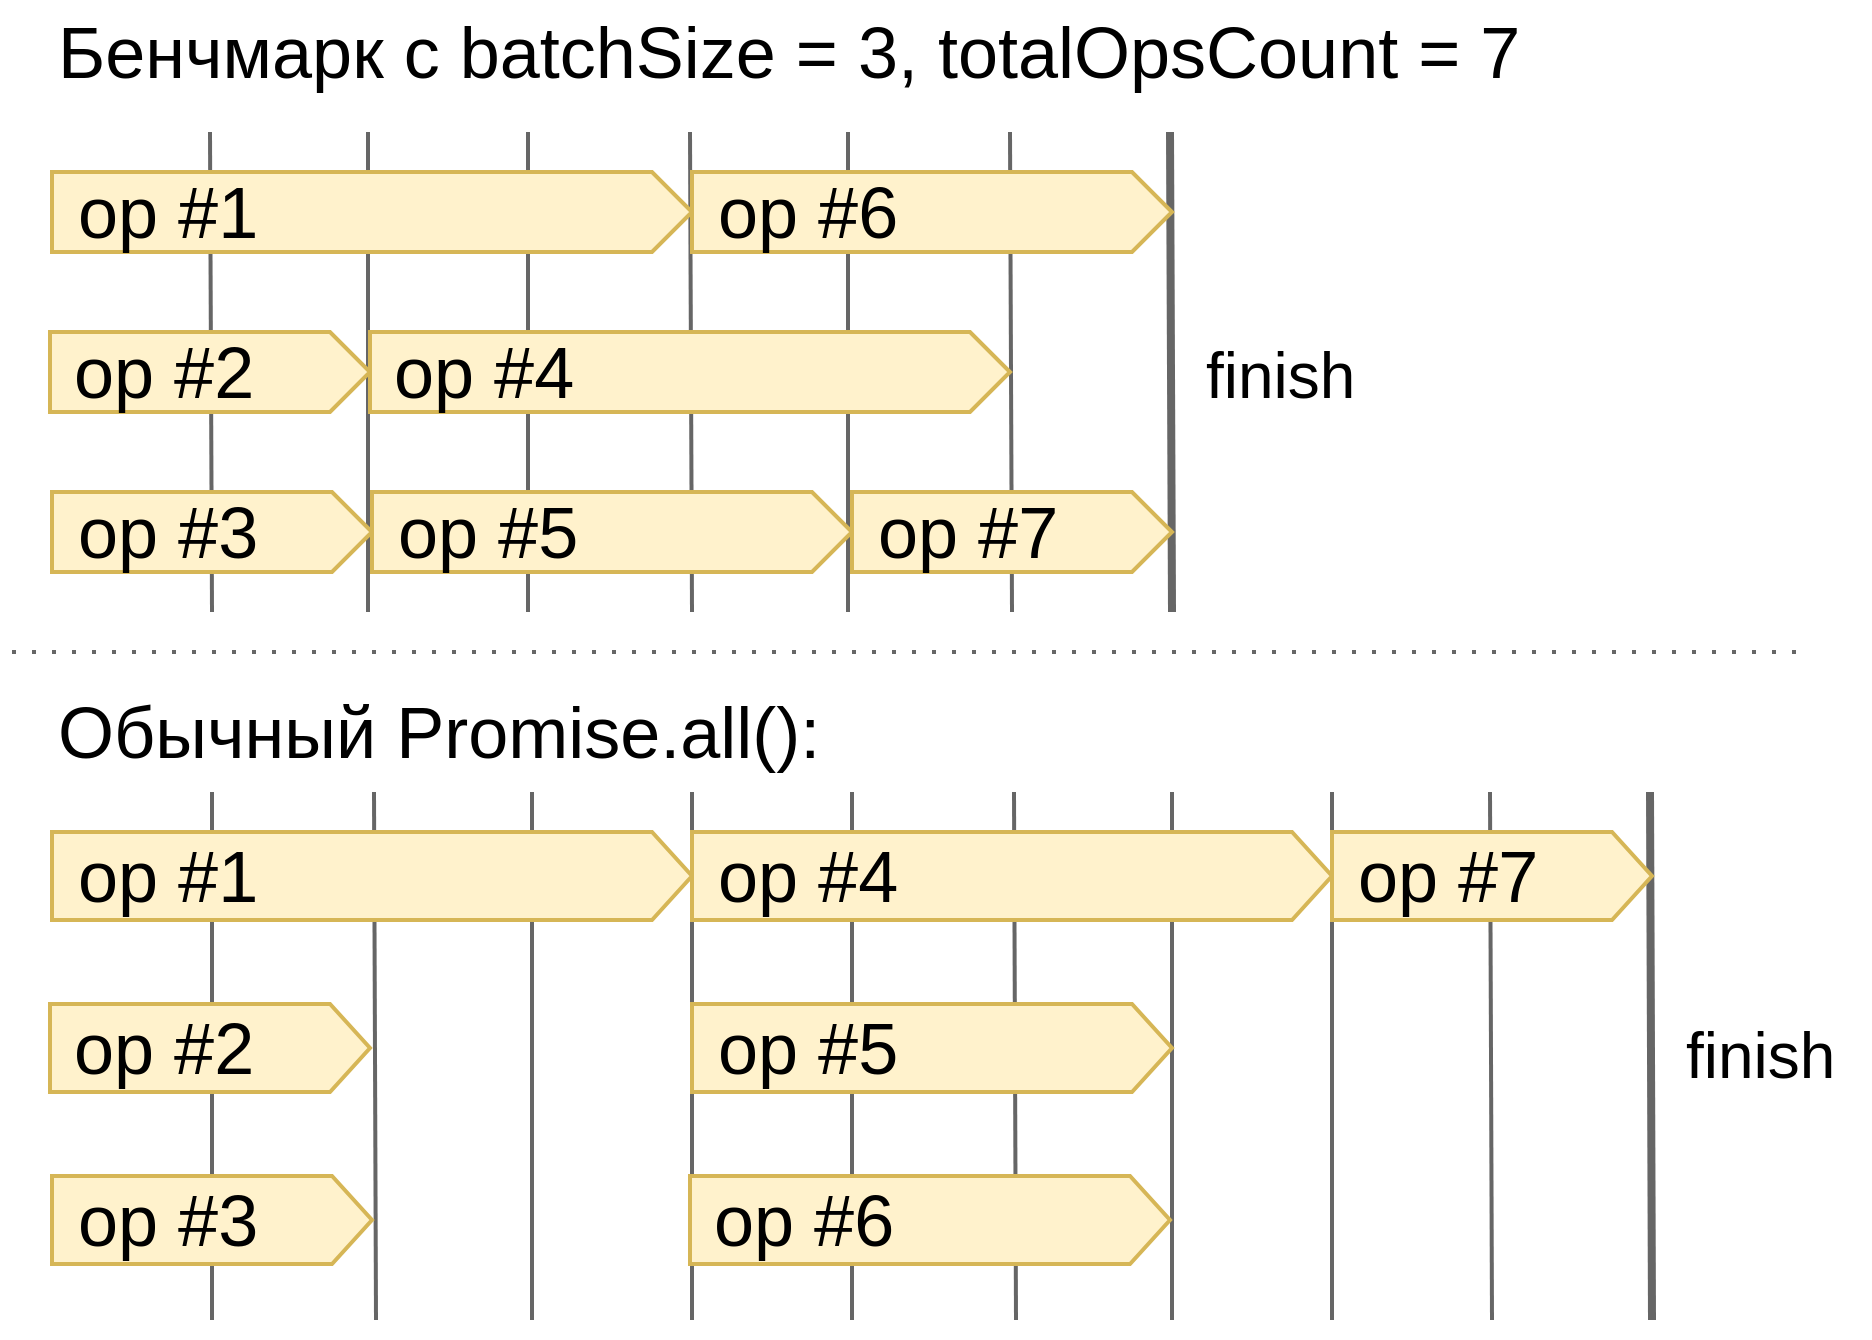 Бенчмарк с batchSize = 3, totalOpsCount = 7
op #1 op #6
op #2 op #4
finish
op #3 op #5 op #7
Обычный Promise.all():
op #1 op #4 op #7
op #2 op #5
finish
op #3 op #6